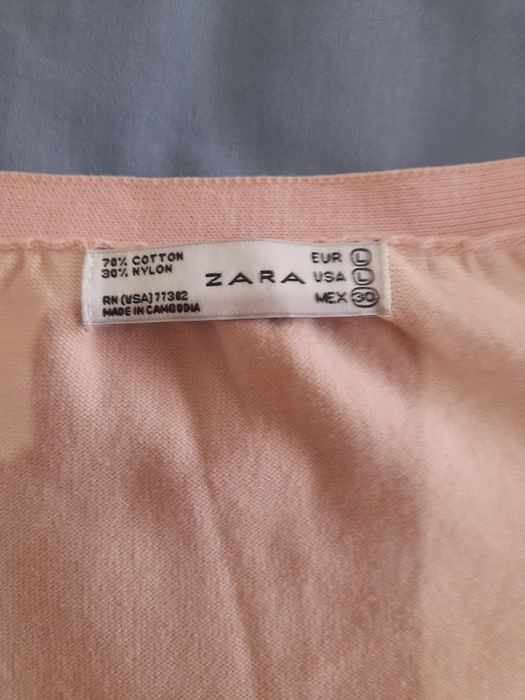 70% COTTON
30% NYLON
RN (USA) 77302
MADE IN CAMBODIA
ZARA
EUR L
USA L
MEX 30